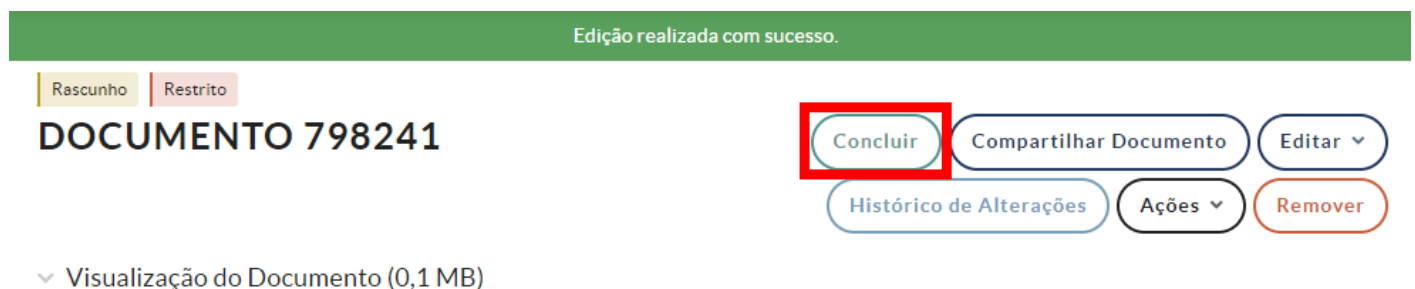 Edição realizada com sucesso.
Rascunho Restrito
DOCUMENTO 798241
Concluir Compartilhar Documento Editar
Histórico de Alterações Ações Remover
Visualização do Documento (0,1 MB)